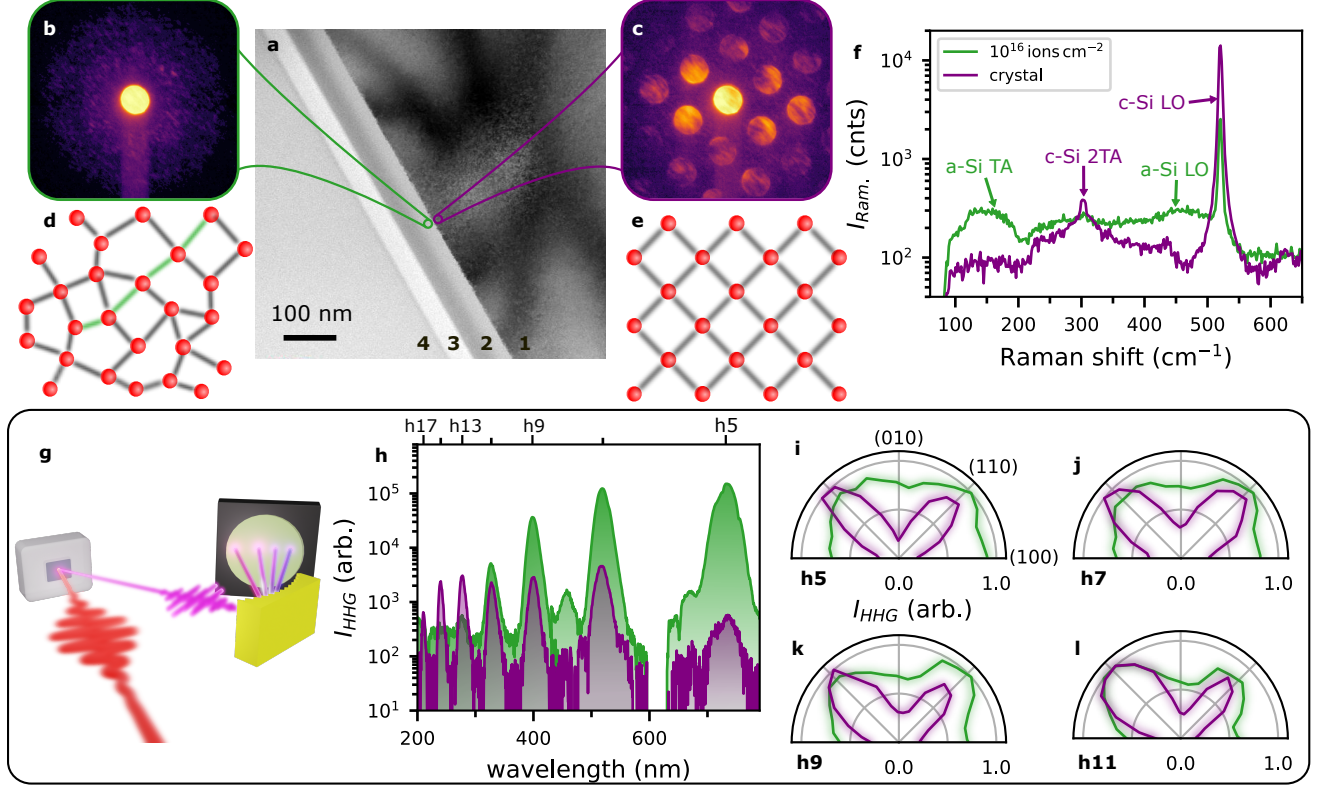 b
a
c
100 nm
4 3 2 1
d
e
f
10⁴
10³
10²
I_Ram. (cnts)
10¹⁶ ions cm⁻²
crystal
c-Si LO
a-Si TA
c-Si 2TA
a-Si LO
100 200 300 400 500 600
Raman shift (cm⁻¹)
g
h17 h13 h9 h5
h
10⁵
10⁴
10³
10²
10¹
I_HHG (arb.)
200 400 600
wavelength (nm)
i
(010)
(110)
(100)
h5
0.0 1.0
I_HHG (arb.)
j
h7
0.0 1.0
k
h9
0.0 1.0
l
h11
0.0 1.0